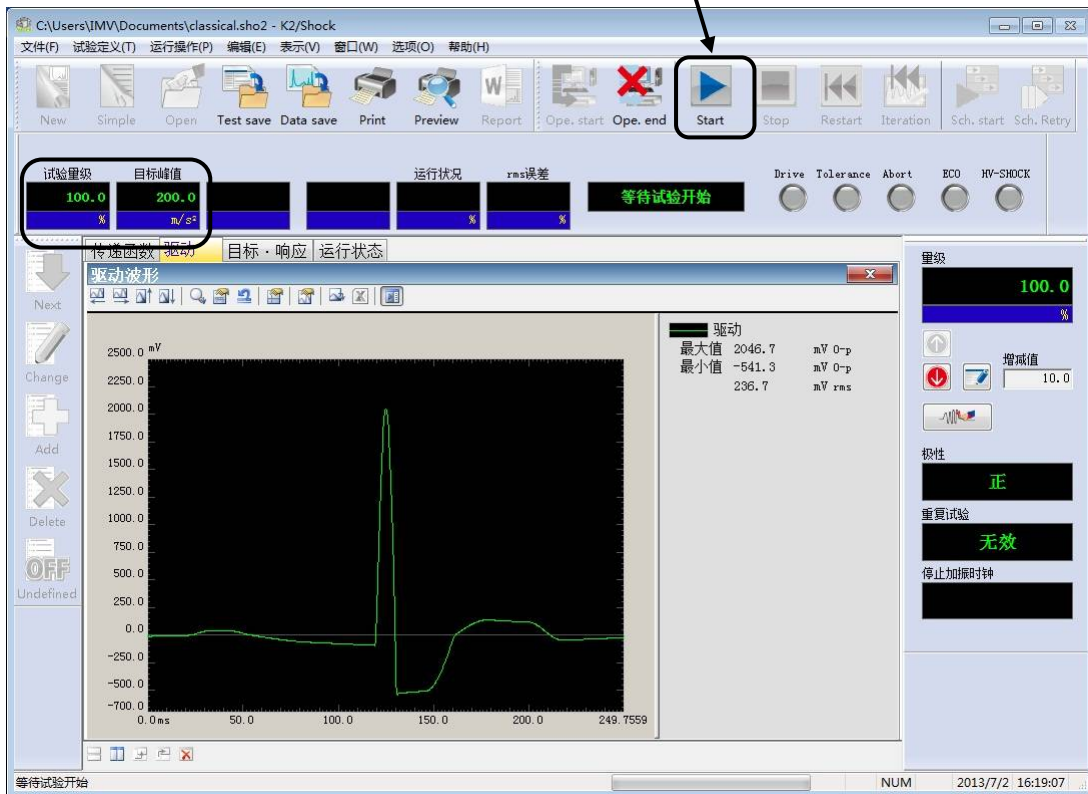 C:\Users\IMV\Documents\classical.sho2 - K2/Shock
文件(F) 试验定义(T) 运行操作(P) 编辑(E) 表示(V) 窗口(W) 选项(O) 帮助(H)
New Simple Open Test save Data save Print Preview Report Ope. start Ope. end Start Stop Restart Iteration Sch. start Sch. Retry
试验量级 目标峰值 运行状况 rms误差 Drive Tolerance Abort ECO HV-SHOCK
100.0 200.0 等待试验开始
% m/s² % %
传递函数 驱动 目标・响应 运行状态
驱动波形
Next
Change
Add
Delete
OFF
Undefined
2500.0 mV
2250.0
2000.0
1750.0
1500.0
1250.0
1000.0
750.0
500.0
250.0
0.0
-250.0
-500.0
-700.0
0.0ms 50.0 100.0 150.0 200.0 249.7559
驱动
最大值 2046.7 mV 0-p
最小值 -541.3 mV 0-p
236.7 mV rms
量级
100.0
%
增减值
10.0
极性
正
重复试验
无效
停止加振时钟
等待试验开始 NUM 2013/7/2 16:19:07